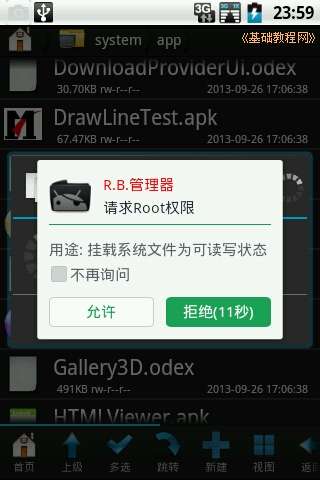 23:59
system app
《基础教程网》
DownloadProviderUi.odex
30.70KB rw-r--r-- 2013-09-26 17:06:38
DrawLineTest.apk
67.47KB rw-r--r-- 2013-09-26 17:06:38
R.B.管理器
请求Root权限
用途: 挂载系统文件为可读写状态
不再询问
允许 拒绝(11秒)
Gallery3D.odex
491KB rw-r--r-- 2013-09-26 17:06:38
HTMLViewer.apk
首页 上级 多选 跳转 新建 视图 返回